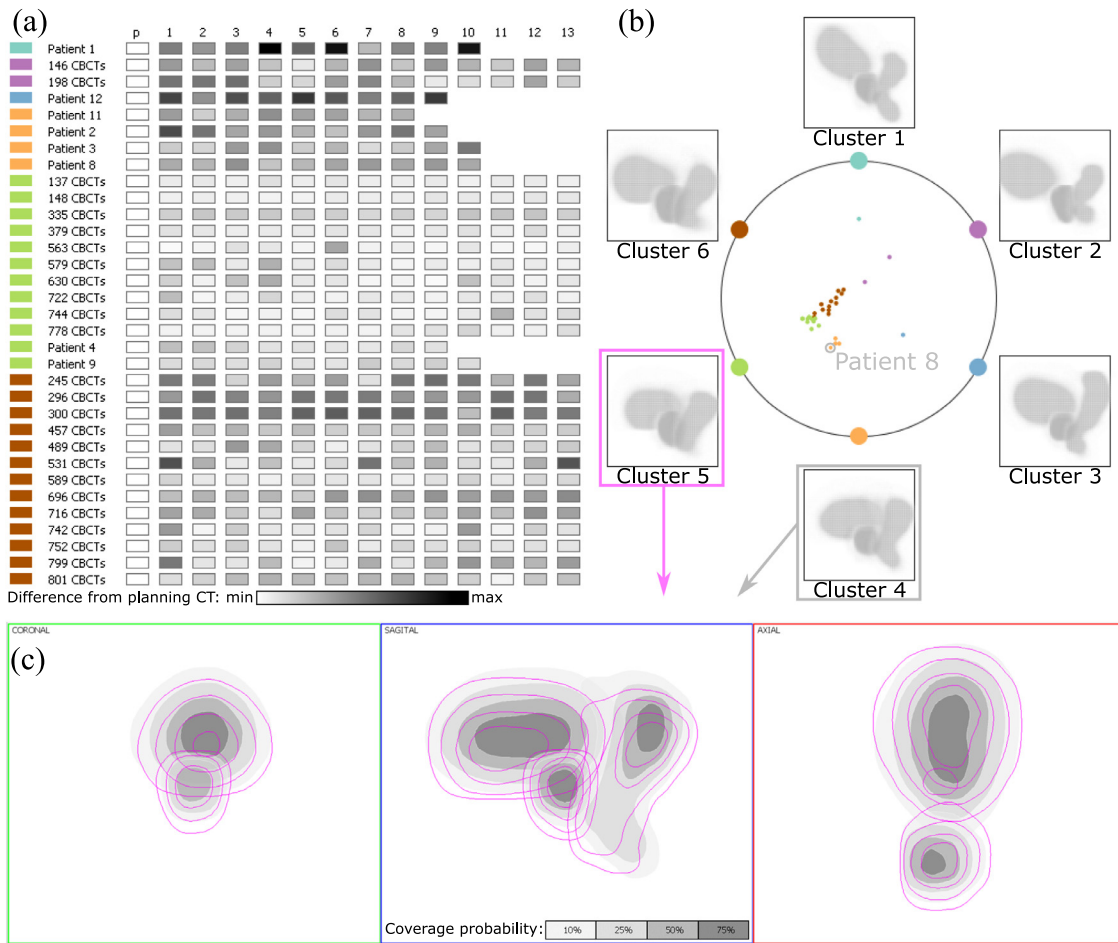 (a)
p 1 2 3 4 5 6 7 8 9 10 11 12 13
Patient 1
146 CBCTs
198 CBCTs
Patient 12
Patient 11
Patient 2
Patient 3
Patient 8
137 CBCTs
148 CBCTs
335 CBCTs
379 CBCTs
563 CBCTs
579 CBCTs
630 CBCTs
722 CBCTs
744 CBCTs
778 CBCTs
Patient 4
Patient 9
245 CBCTs
296 CBCTs
300 CBCTs
457 CBCTs
489 CBCTs
531 CBCTs
589 CBCTs
696 CBCTs
716 CBCTs
742 CBCTs
752 CBCTs
799 CBCTs
801 CBCTs
Difference from planning CT: min max
(b)
Cluster 1
Cluster 6
Cluster 2
Patient 8
Cluster 5
Cluster 3
Cluster 4
(c)
CORONAL
SAGITAL
AXIAL
Coverage probability: 10% 25% 50% 75%